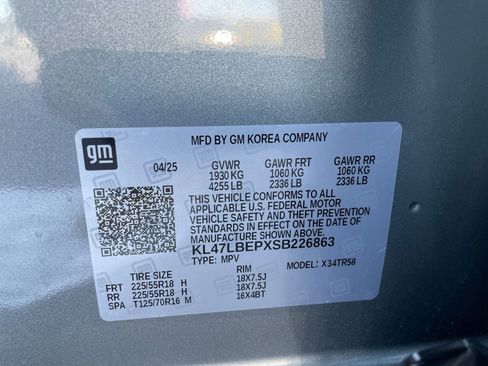 MFD BY GM KOREA COMPANY
gm
04/25 GVWR GAWR FRT GAWR RR
1930 KG 1060 KG 1060 KG
4255 LB 2336 LB 2336 LB
THIS VEHICLE CONFORMS TO ALL
APPLICABLE U.S. FEDERAL MOTOR
VEHICLE SAFETY AND THEFT PREVENTION
STANDARDS IN EFFECT ON THE DATE OF
MANUFACTURE SHOWN ABOVE.
KL47LBEPXSB226863
TYPE: MPV MODEL: X34TR58
TIRE SIZE RIM
FRT 225/55R18 H 18X7.5J
RR 225/55R18 H 18X7.5J
SPA T125/70R16 M 16X4BT